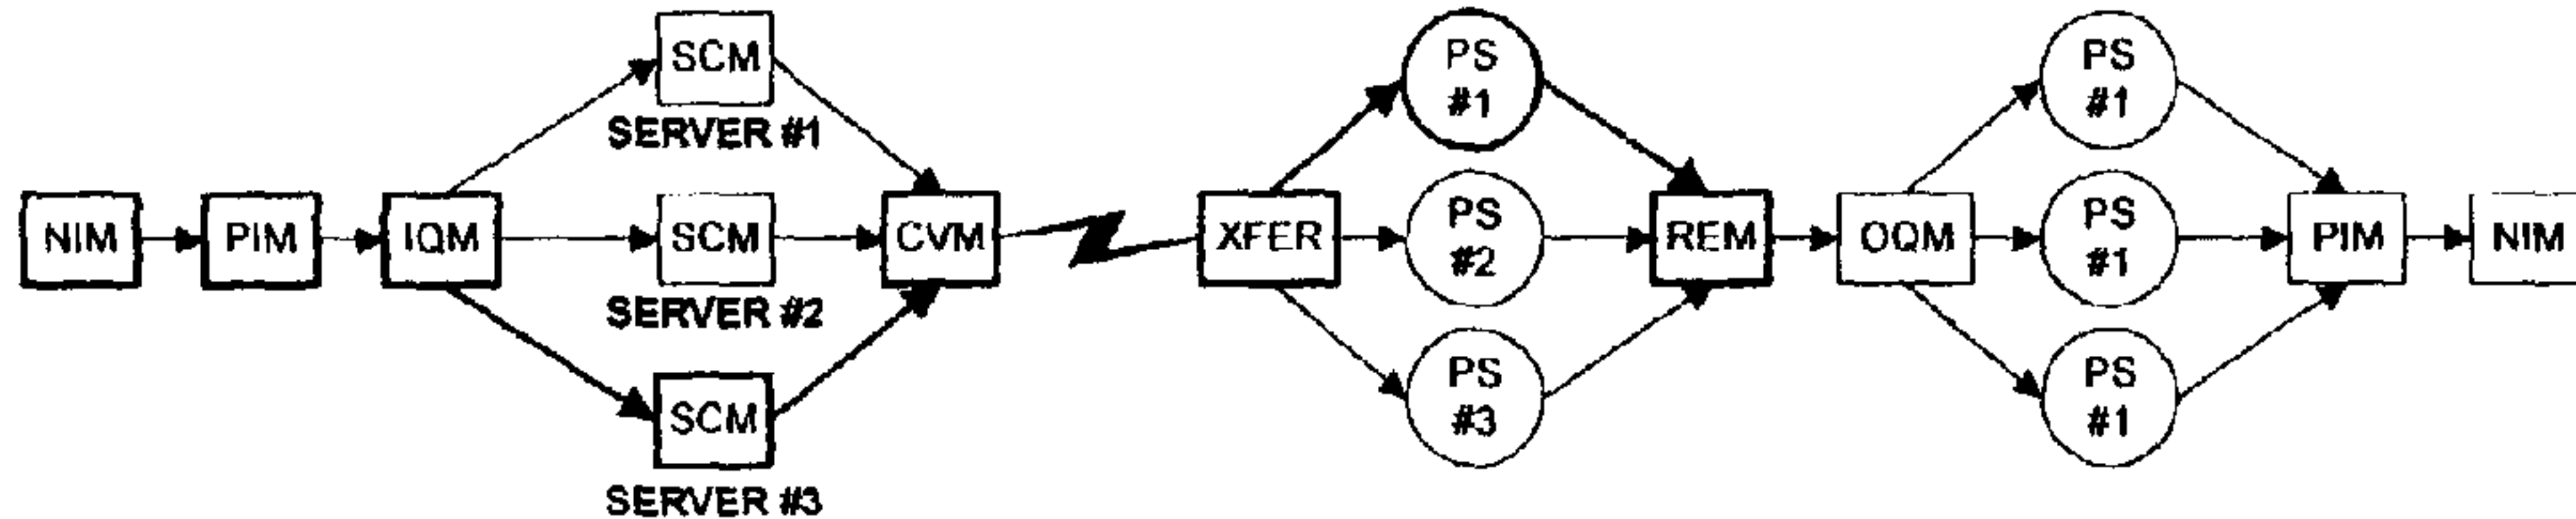 NIM
PIM
IQM
SCM
SERVER #1
SCM
SERVER #2
SCM
SERVER #3
CVM
XFER
PS
#1
PS
#2
PS
#3
REM
OQM
PS
#1
PS
#1
PS
#1
PIM
NIM